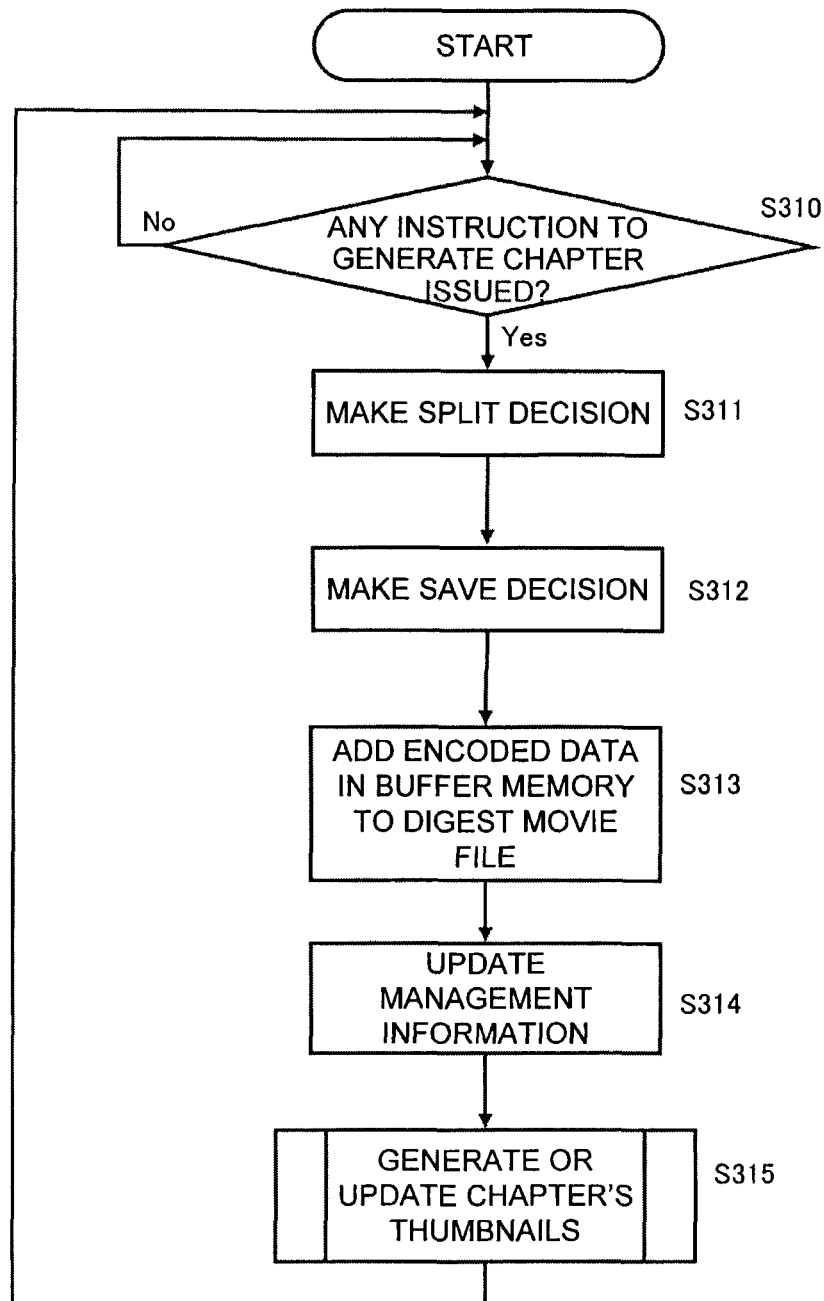 START
No
ANY INSTRUCTION TO
GENERATE CHAPTER
ISSUED?
S310
Yes
MAKE SPLIT DECISION
S311
MAKE SAVE DECISION
S312
ADD ENCODED DATA
IN BUFFER MEMORY
TO DIGEST MOVIE
FILE
S313
UPDATE
MANAGEMENT
INFORMATION
S314
GENERATE OR
UPDATE CHAPTER'S
THUMBNAILS
S315